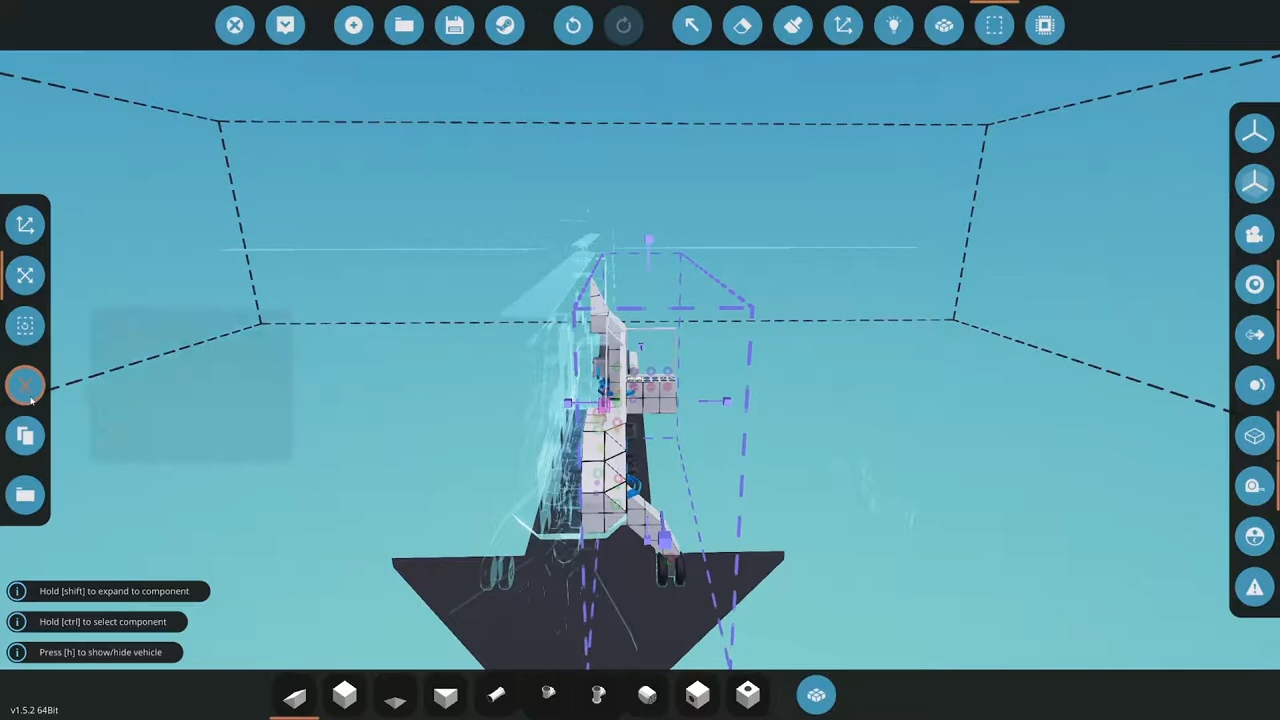 Hold [shift] to expand to component
Hold [ctrl] to select component
Press [h] to show/hide vehicle
v1.5.2 64Bit